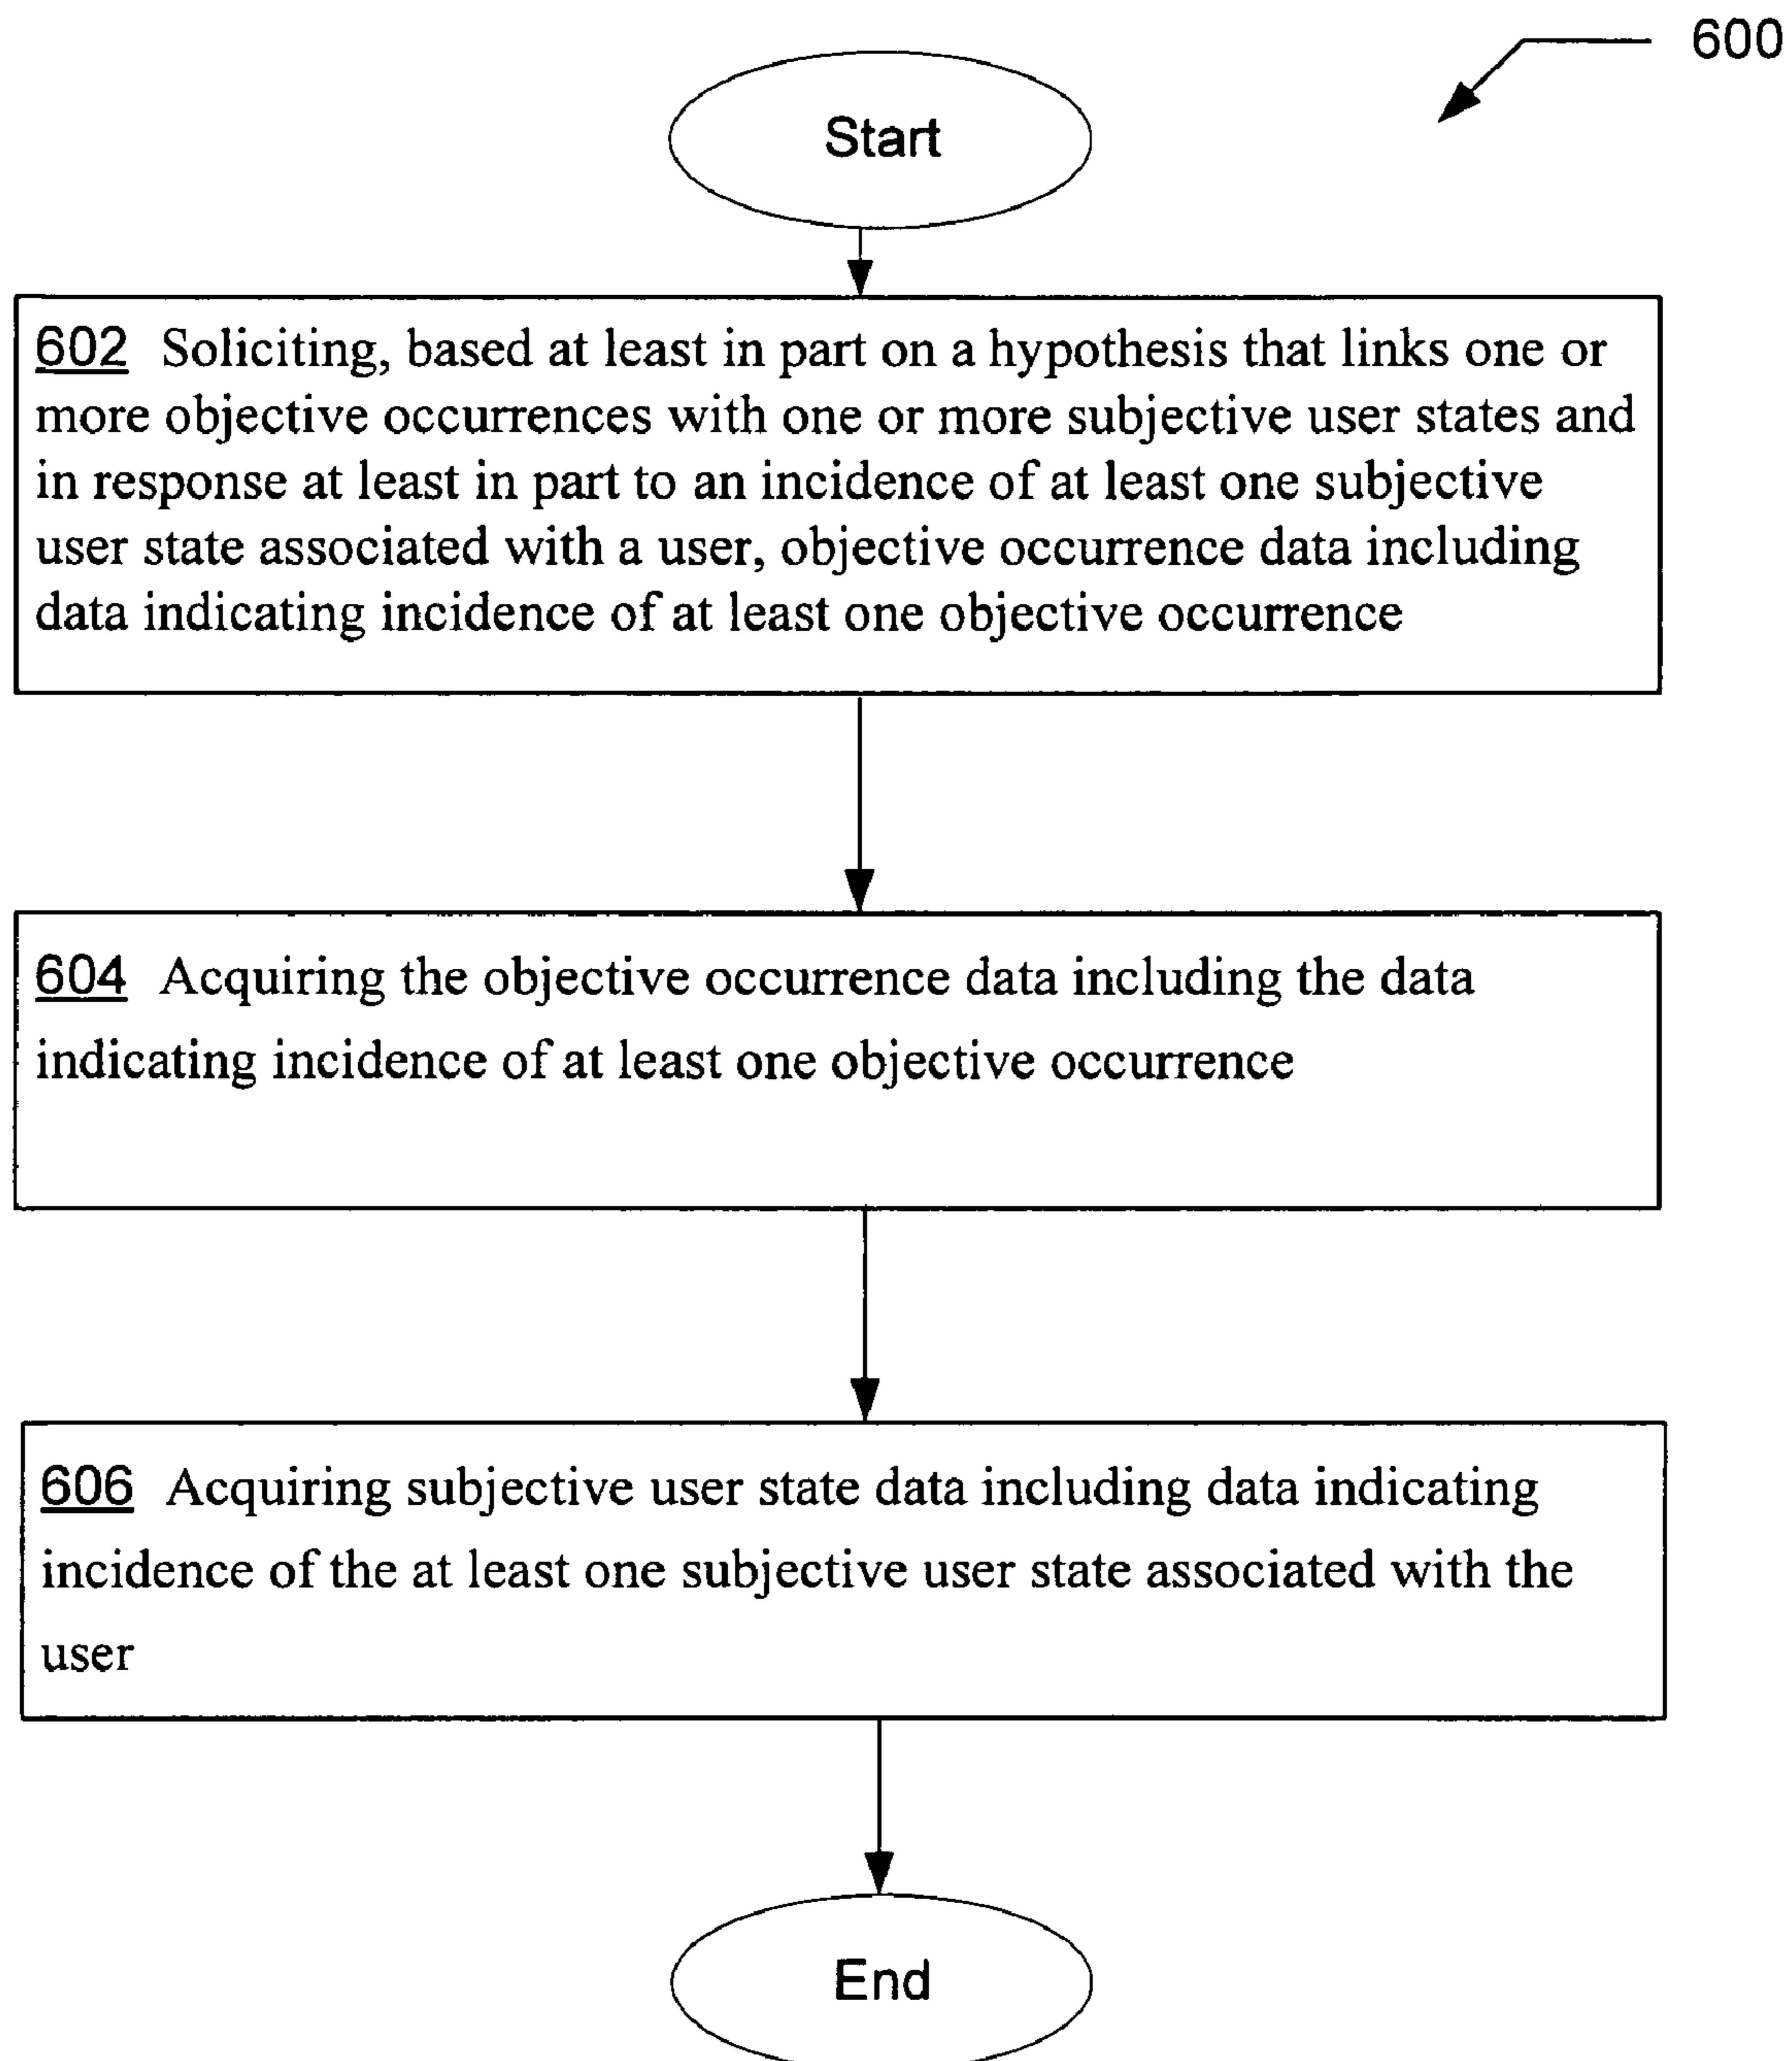 600
Start
602 Soliciting, based at least in part on a hypothesis that links one or
more objective occurrences with one or more subjective user states and
in response at least in part to an incidence of at least one subjective
user state associated with a user, objective occurrence data including
data indicating incidence of at least one objective occurrence
604 Acquiring the objective occurrence data including the data
indicating incidence of at least one objective occurrence
606 Acquiring subjective user state data including data indicating
incidence of the at least one subjective user state associated with the
user
End